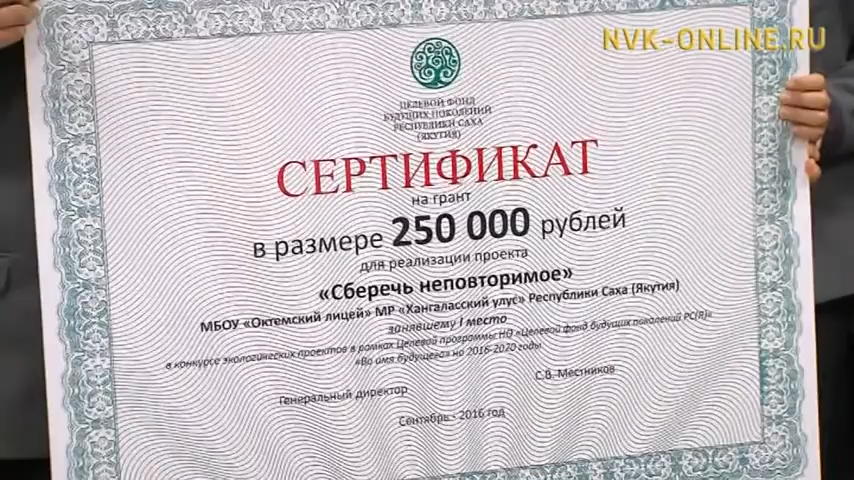 NVK-ONLINE.RU
ЦЕЛЕВОЙ ФОНД
БУДУЩИХ ПОКОЛЕНИЙ
РЕСПУБЛИКИ САХА
(ЯКУТИЯ)
СЕРТИФИКАТ
на грант
в размере 250 000 рублей
для реализации проекта
«Сберечь неповторимое»
МБОУ «Октемский лицей» МР «Хангаласский улус» Республики Саха (Якутия)
занявшему I место
в конкурсе экологических проектов в рамках Целевой программы НО «Целевой фонд будущих поколений РС(Я)»
«Во имя будущего» на 2016-2020 годы
Генеральный директор
С.В. Местников
Сентябрь - 2016 год